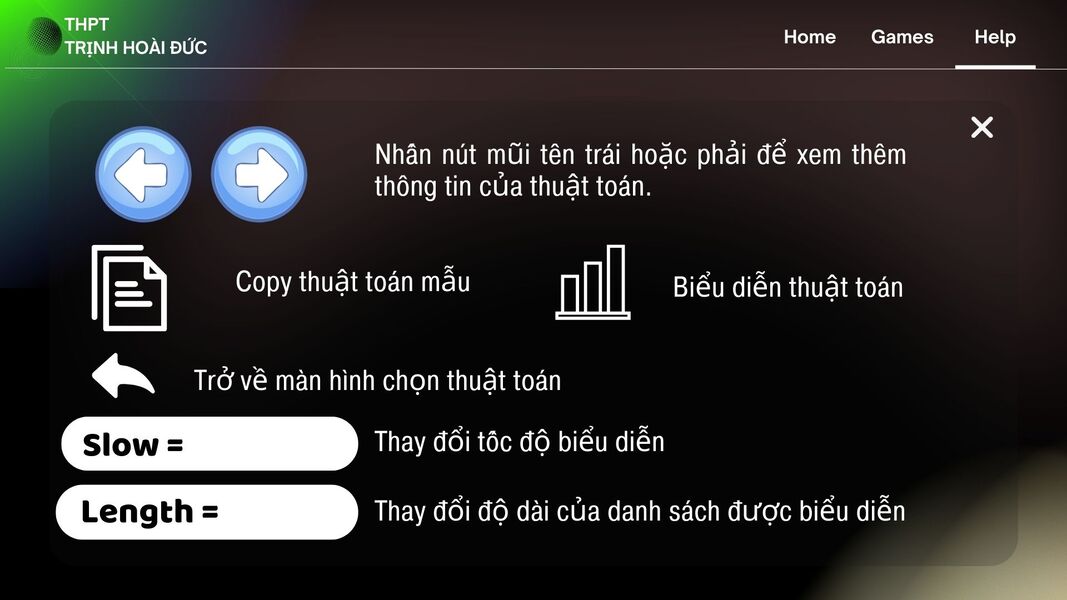 THPT
TRỊNH HOÀI ĐỨC
Home
Games
Help
Nhấn nút mũi tên trái hoặc phải để xem thêm
thông tin của thuật toán.
Copy thuật toán mẫu
Biểu diễn thuật toán
Trở về màn hình chọn thuật toán
Slow =
Thay đổi tốc độ biểu diễn
Length =
Thay đổi độ dài của danh sách được biểu diễn